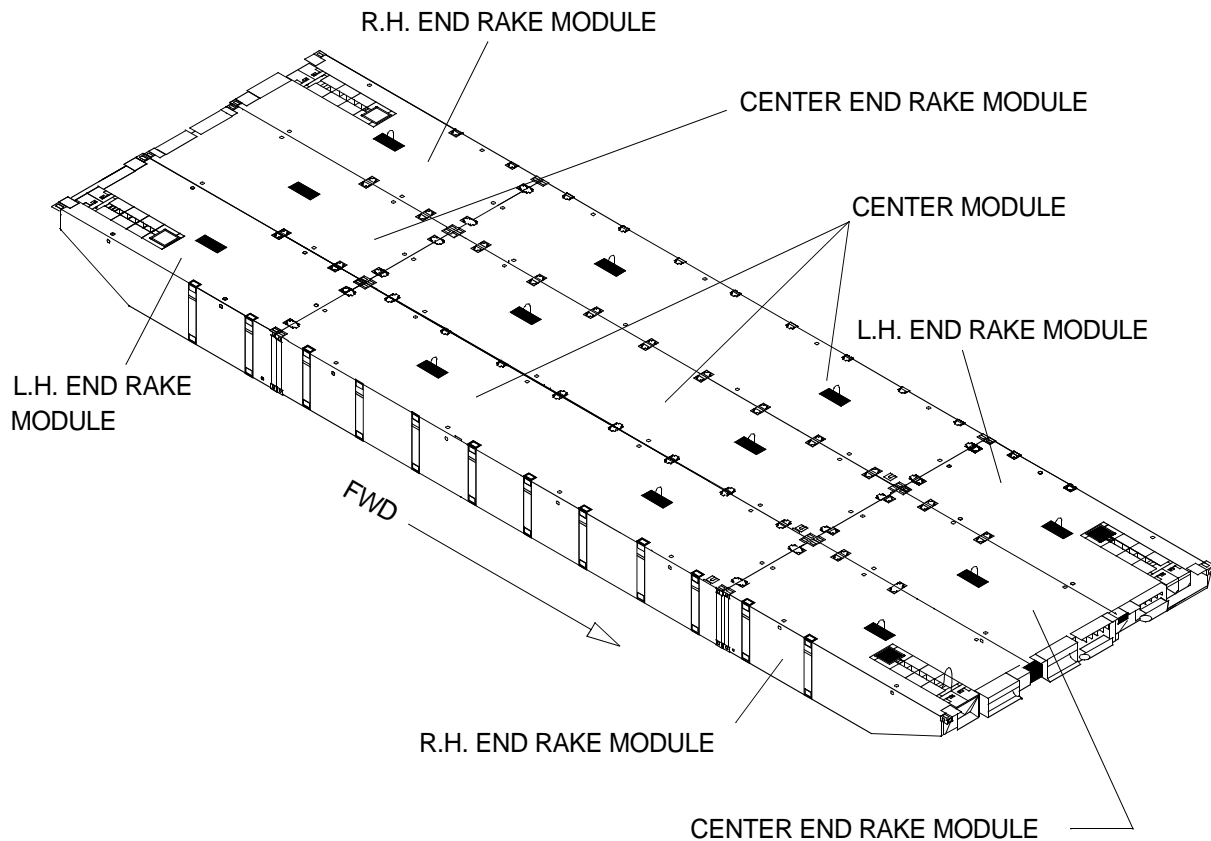 R.H. END RAKE MODULE
CENTER END RAKE MODULE
CENTER MODULE
L.H. END RAKE MODULE
L.H. END RAKE
MODULE
FWD
R.H. END RAKE MODULE
CENTER END RAKE MODULE